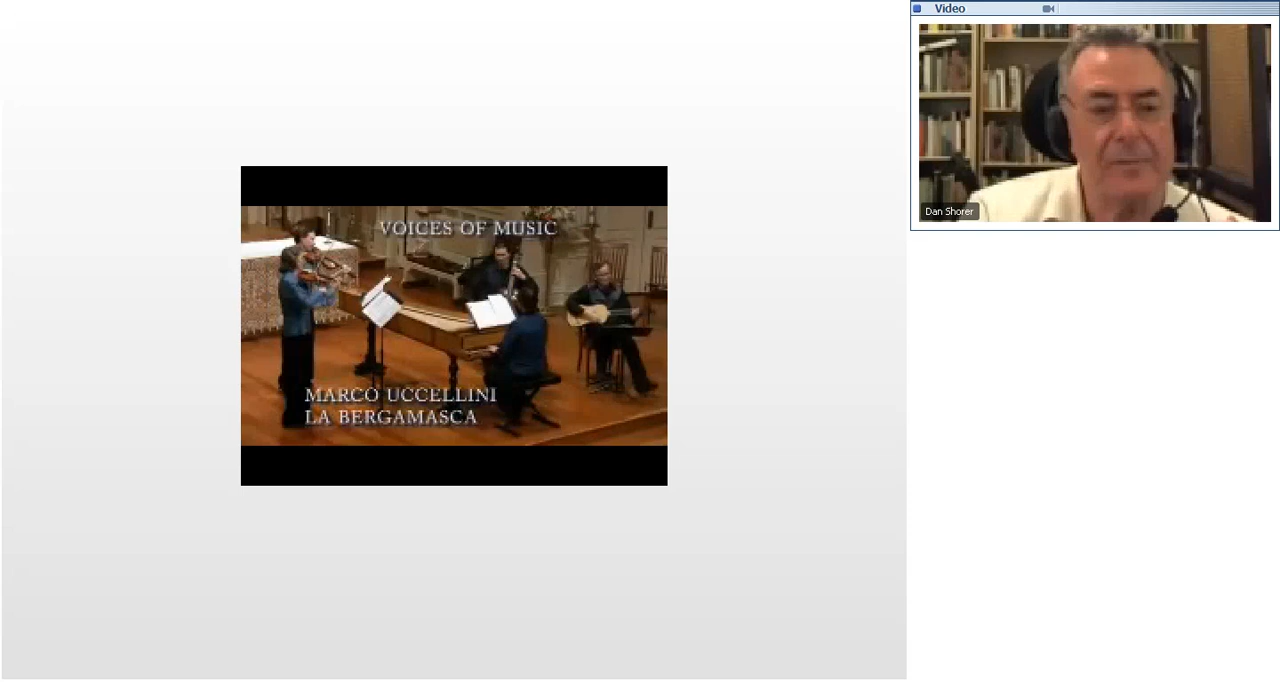 Video
Dan Shorer
VOICES OF MUSIC
MARCO UCCELLINI
LA BERGAMASCA